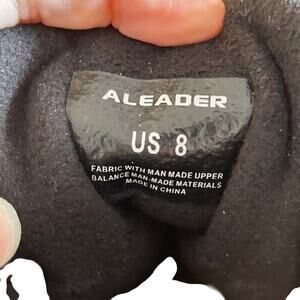 ALEADER
US 8
FABRIC WITH MAN MADE UPPER
BALANCE MAN-MADE MATERIALS
MADE IN CHINA